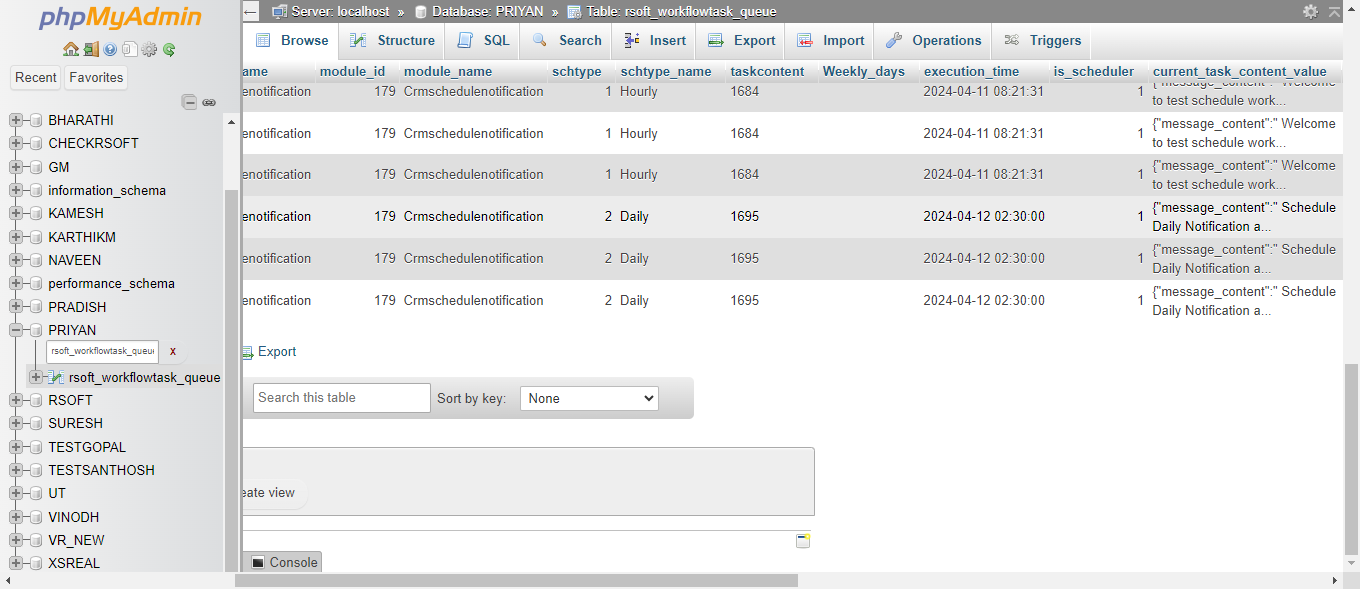 phpMyAdmin
Recent Favorites
BHARATHI
CHECKRSOFT
GM
information_schema
KAMESH
KARTHIKM
NAVEEN
performance_schema
PRADISH
PRIYAN
rsoft_workflowtask_queu x
rsoft_workflowtask_queue
RSOFT
SURESH
TESTGOPAL
TESTSANTHOSH
UT
VINODH
VR_NEW
XSREAL
Server: localhost » Database: PRIYAN » Table: rsoft_workflowtask_queue
Browse Structure SQL Search Insert Export Import Operations Triggers
ame module_id module_name schtype schtype_name taskcontent Weekly_days execution_time is_scheduler current_task_content_value
enotification 179 Crmschedulenotification 1 Hourly 1684 2024-04-11 08:21:31 1 {"message_content":" Welcome
to test schedule work...
enotification 179 Crmschedulenotification 1 Hourly 1684 2024-04-11 08:21:31 1 {"message_content":" Welcome
to test schedule work...
enotification 179 Crmschedulenotification 1 Hourly 1684 2024-04-11 08:21:31 1 {"message_content":" Welcome
to test schedule work...
enotification 179 Crmschedulenotification 2 Daily 1695 2024-04-12 02:30:00 1 {"message_content":" Schedule
Daily Notification a...
enotification 179 Crmschedulenotification 2 Daily 1695 2024-04-12 02:30:00 1 {"message_content":" Schedule
Daily Notification a...
enotification 179 Crmschedulenotification 2 Daily 1695 2024-04-12 02:30:00 1 {"message_content":" Schedule
Daily Notification a...
Export
Search this table Sort by key: None
eate view
Console